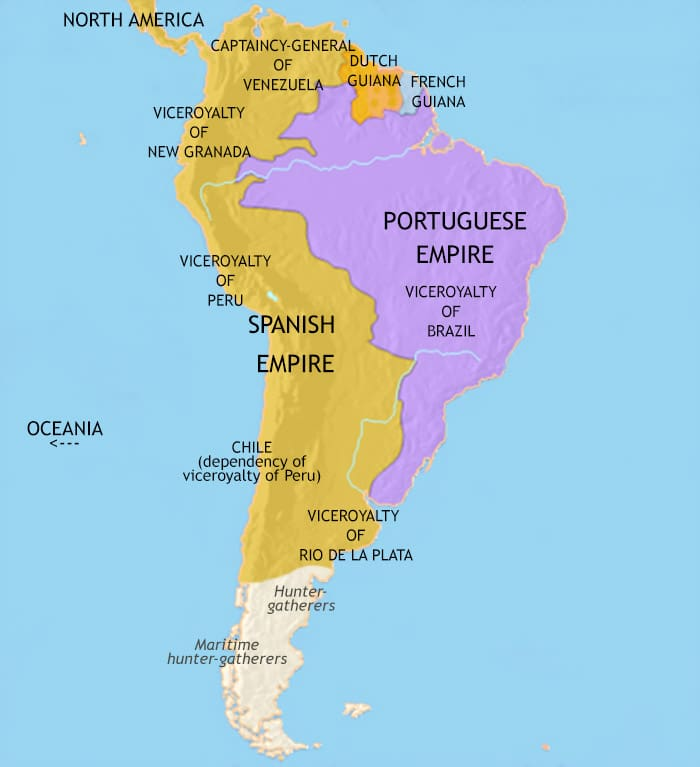 NORTH AMERICA
CAPTAINCY-GENERAL
OF
VENEZUELA
DUTCH
GUIANA
FRENCH
GUIANA
VICEROYALTY
OF
NEW GRANADA
PORTUGUESE
EMPIRE
VICEROYALTY
OF
BRAZIL
VICEROYALTY
OF
PERU
SPANISH
EMPIRE
OCEANIA
<---
CHILE
(dependency of
viceroyalty of Peru)
VICEROYALTY
OF
RIO DE LA PLATA
Hunter-
gatherers
Maritime
hunter-gatherers